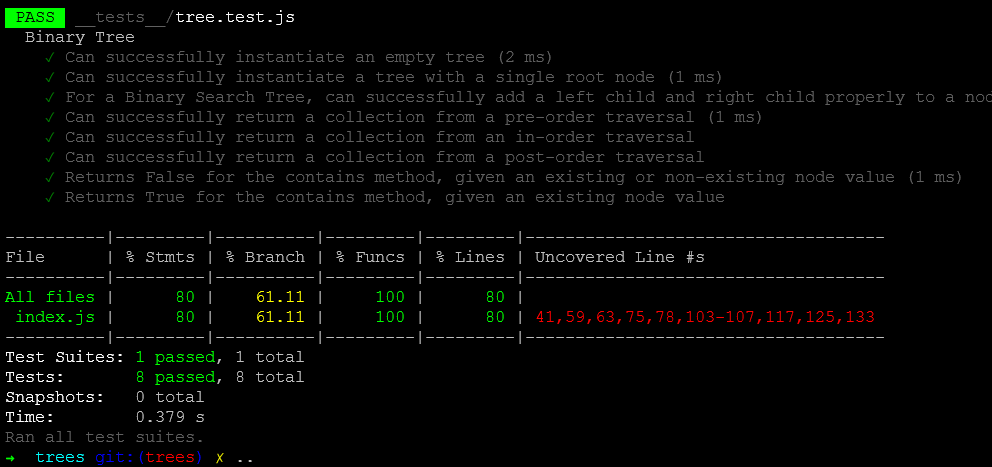 PASS __tests__/tree.test.js
Binary Tree
✓ Can successfully instantiate an empty tree (2 ms)
✓ Can successfully instantiate a tree with a single root node (1 ms)
✓ For a Binary Search Tree, can successfully add a left child and right child properly to a nod
✓ Can successfully return a collection from a pre-order traversal (1 ms)
✓ Can successfully return a collection from an in-order traversal
✓ Can successfully return a collection from a post-order traversal
✓ Returns False for the contains method, given an existing or non-existing node value (1 ms)
✓ Returns True for the contains method, given an existing node value
----------|---------|----------|---------|---------|------------------------------------
File      | % Stmts | % Branch | % Funcs | % Lines | Uncovered Line #s
----------|---------|----------|---------|---------|------------------------------------
All files |      80 |    61.11 |     100 |      80 |
 index.js |      80 |    61.11 |     100 |      80 | 41,59,63,75,78,103-107,117,125,133
----------|---------|----------|---------|---------|------------------------------------
Test Suites: 1 passed, 1 total
Tests:       8 passed, 8 total
Snapshots:   0 total
Time:        0.379 s
Ran all test suites.
→ trees git:(trees) ✗ ..